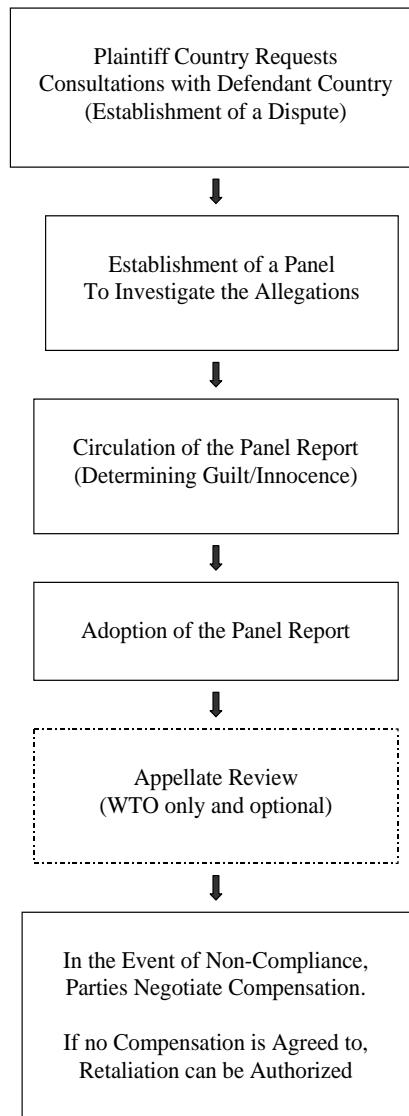 Plaintiff Country Requests
Consultations with Defendant Country
(Establishment of a Dispute)
Establishment of a Panel
To Investigate the Allegations
Circulation of the Panel Report
(Determining Guilt/Innocence)
Adoption of the Panel Report
Appellate Review
(WTO only and optional)
In the Event of Non-Compliance,
Parties Negotiate Compensation.
If no Compensation is Agreed to,
Retaliation can be Authorized